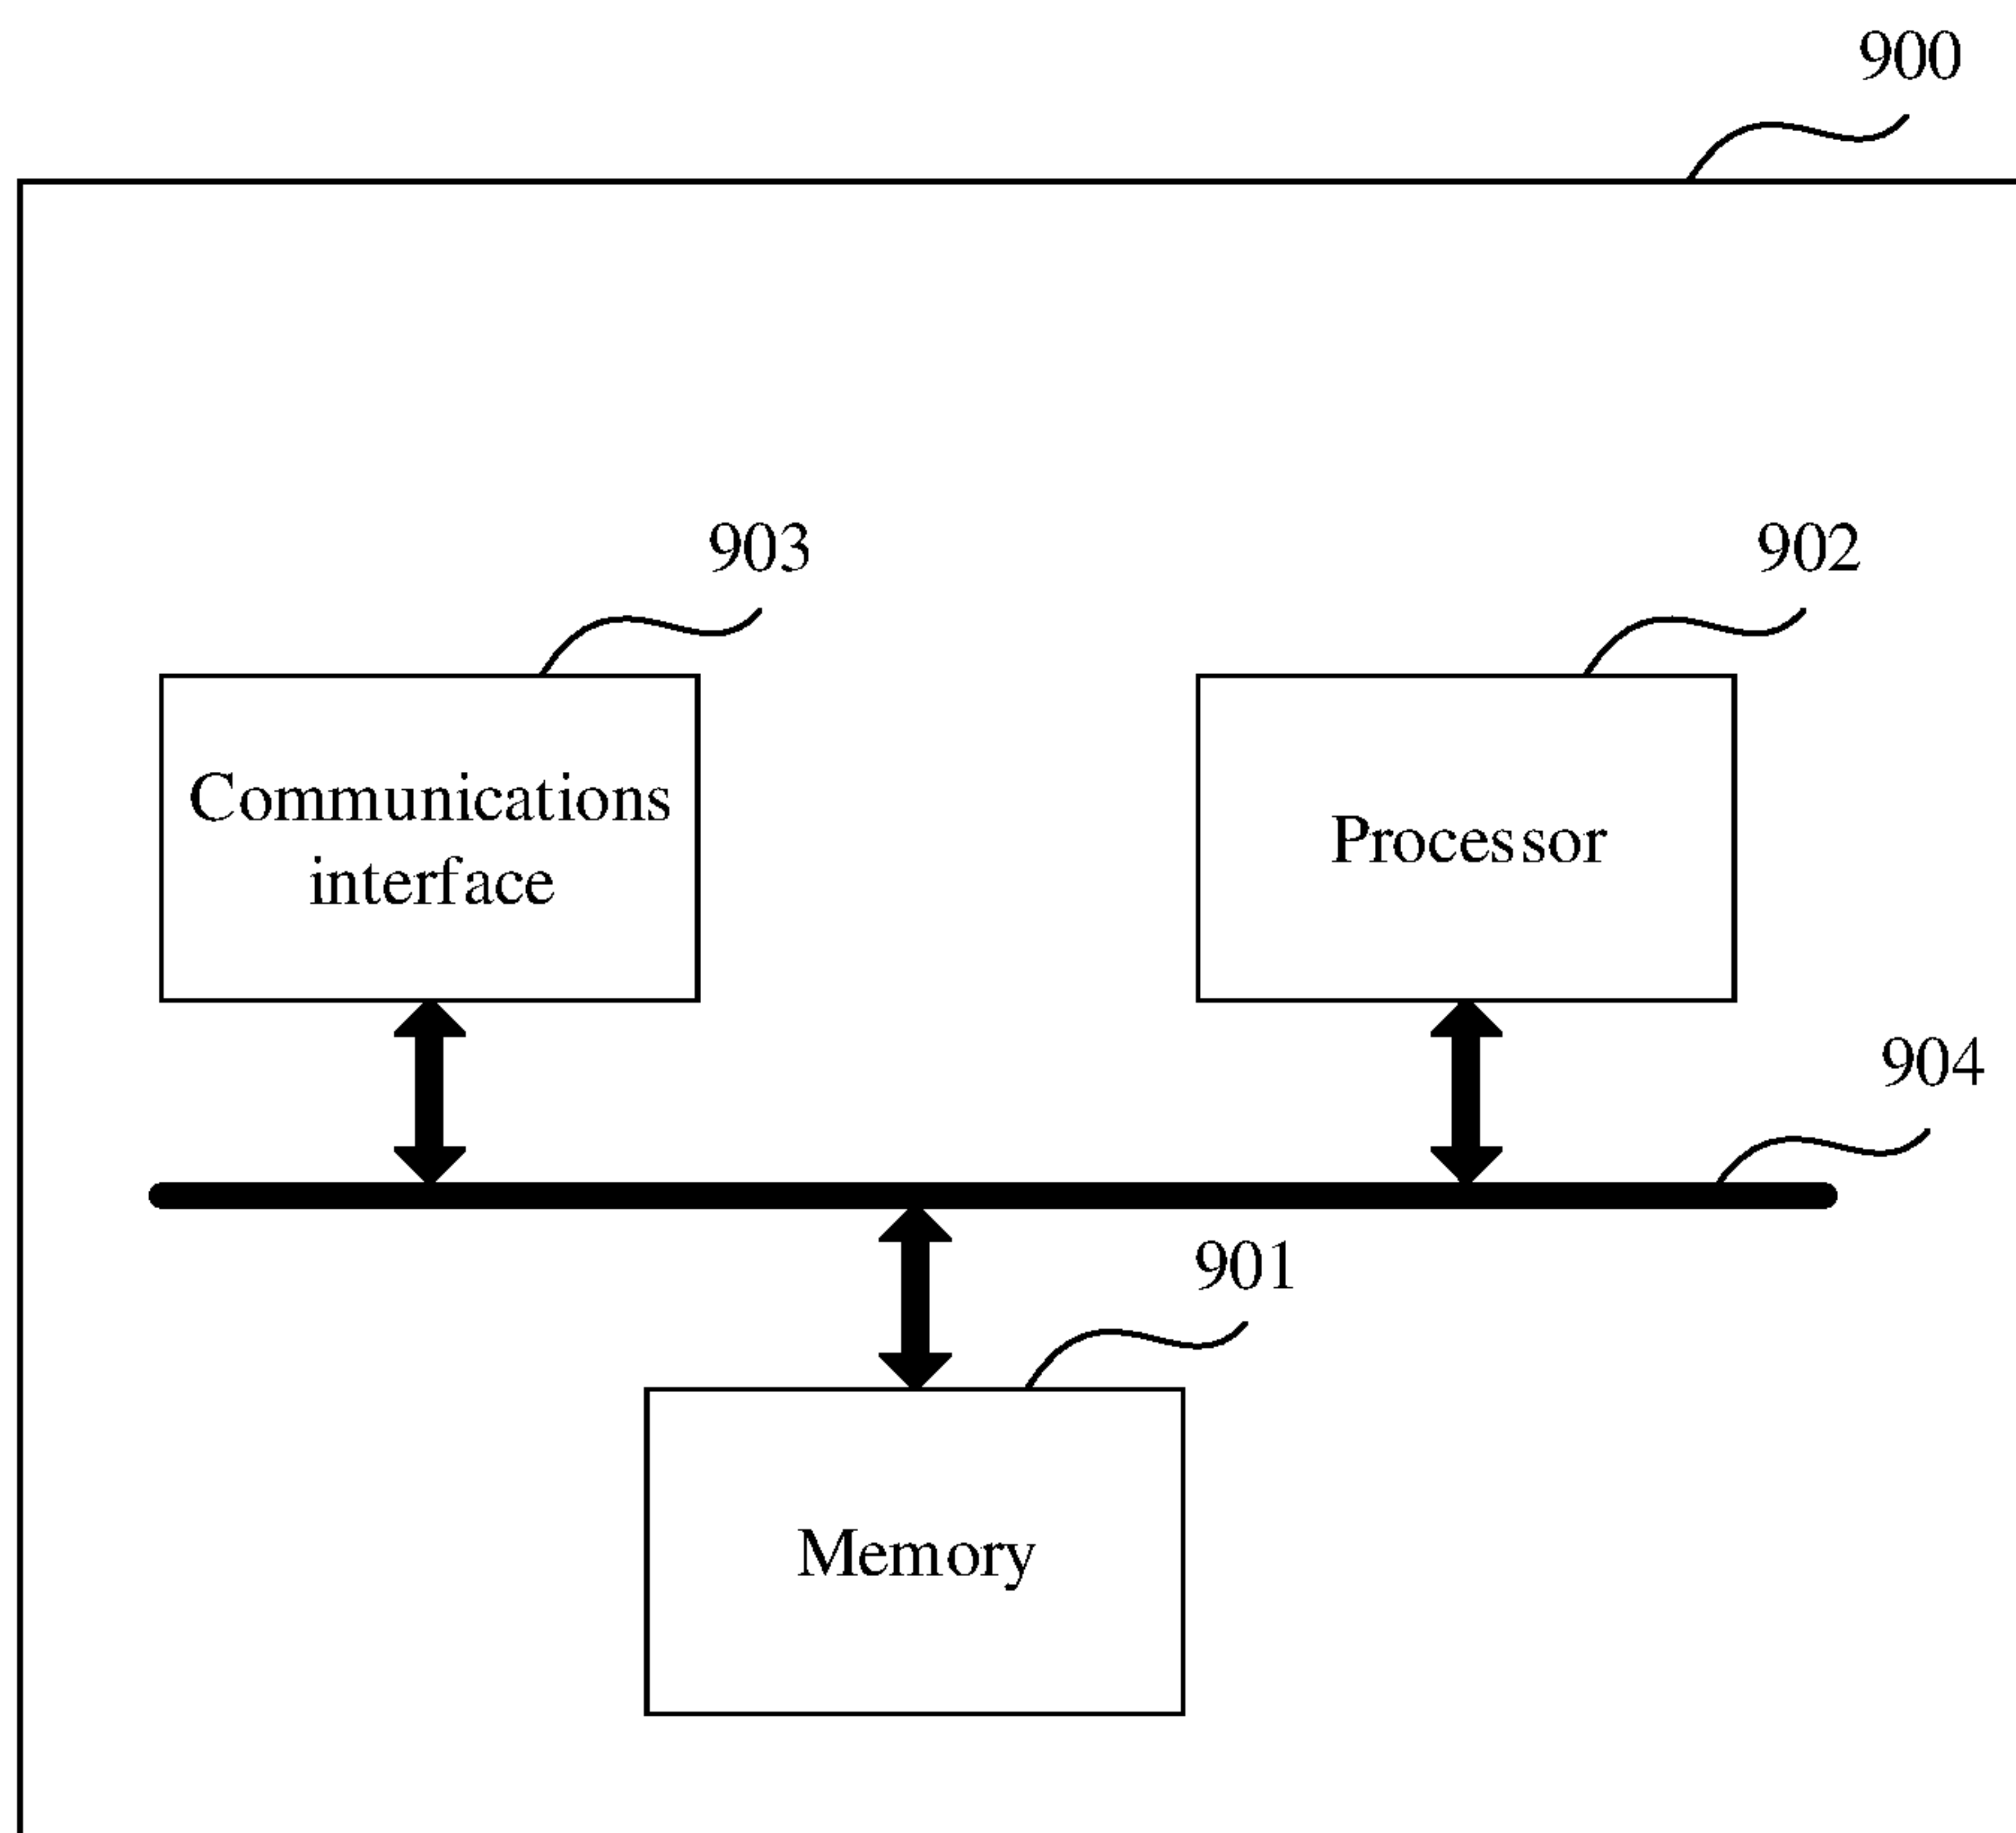 900
903
902
Communications
interface
Processor
904
901
Memory